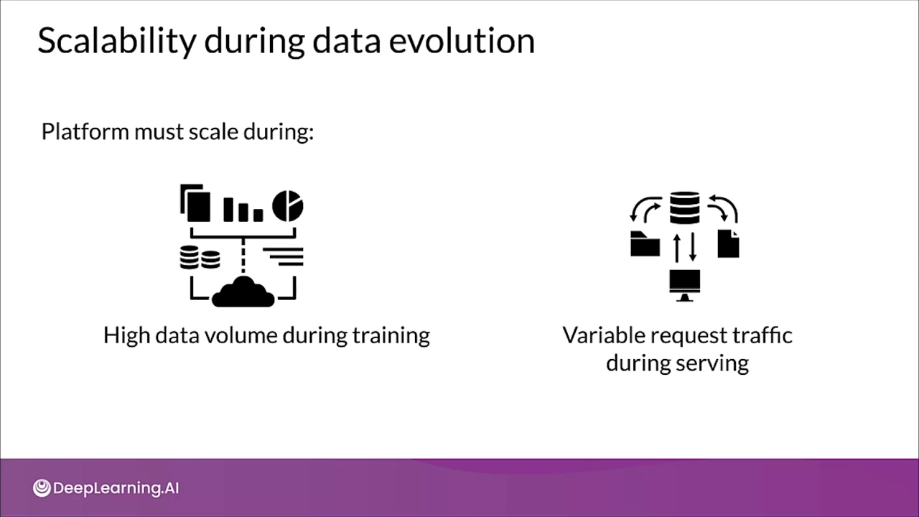 Scalability during data evolution
Platform must scale during:
High data volume during training
Variable request traffic
during serving
DeepLearning.AI